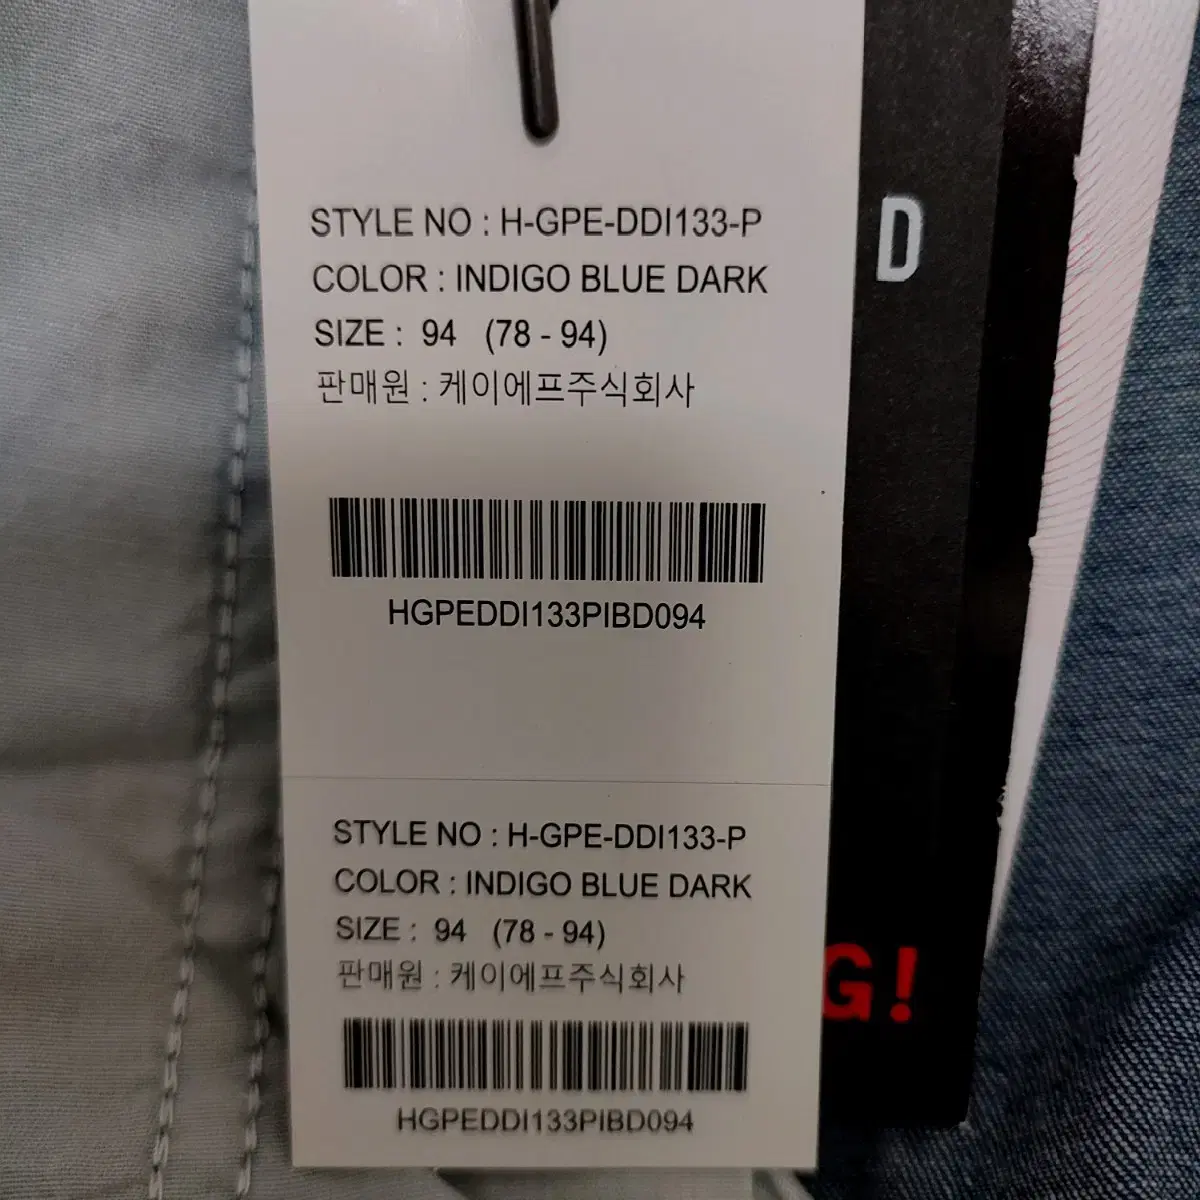 STYLE NO : H-GPE-DDI133-P
COLOR : INDIGO BLUE DARK
SIZE : 94 (78 - 94)
판매원 : 케이에프주식회사
HGPEDDI133PIBD094
STYLE NO : H-GPE-DDI133-P
COLOR : INDIGO BLUE DARK
SIZE : 94 (78 - 94)
판매원 : 케이에프주식회사
HGPEDDI133PIBD094
D
G!